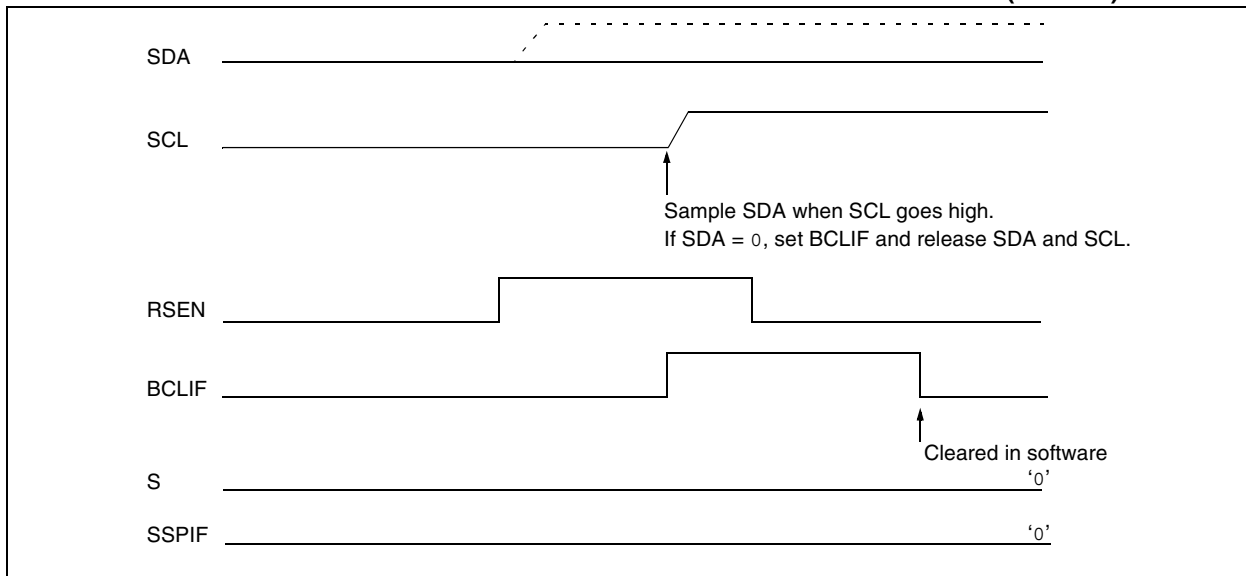 SDA
SCL
Sample SDA when SCL goes high.
If SDA = 0, set BCLIF and release SDA and SCL.
RSEN
BCLIF
Cleared in software
S
‘0’
SSPIF
‘0’